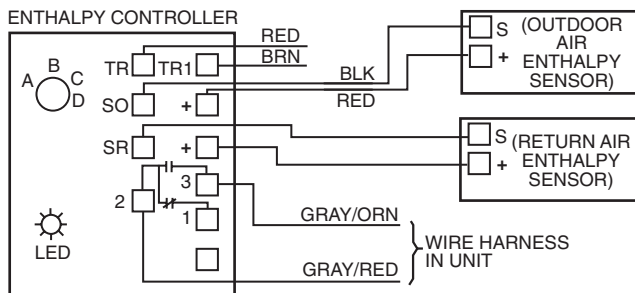 ENTHALPY CONTROLLER
RED
BRN
TR TR1
A B C D
SO +
BLK
RED
S (OUTDOOR
AIR
+ ENTHALPY
SENSOR)
SR +
S (RETURN AIR
+ ENTHALPY
SENSOR)
2 3
1
LED
GRAY/ORN
WIRE HARNESS
IN UNIT
GRAY/RED